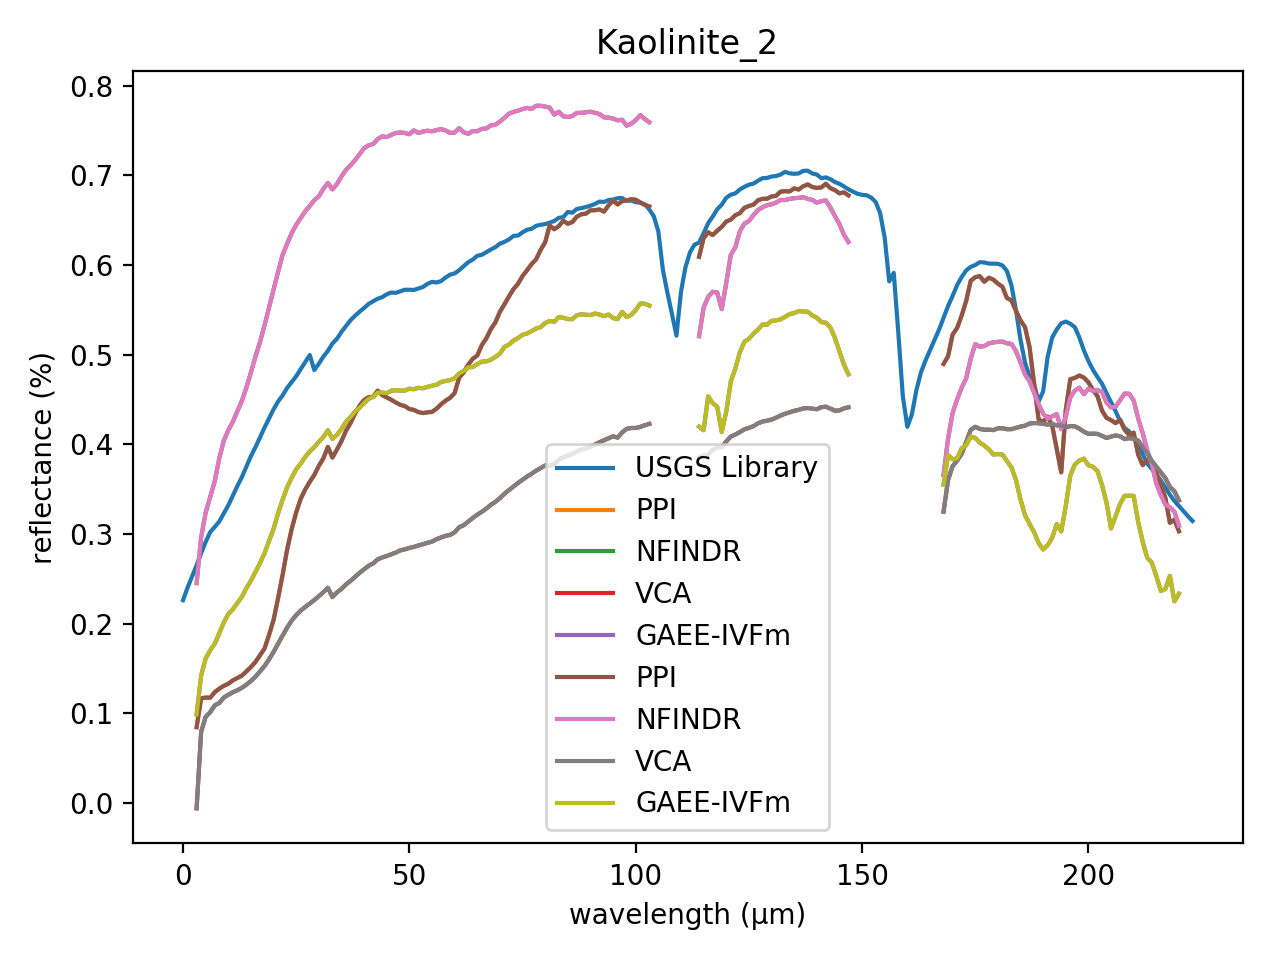 Kaolinite_2
0.8
0.7
0.6
0.5
0.4
0.3
0.2
0.1
0.0
reflectance (%)
USGS Library
PPI
NFINDR
VCA
GAEE-IVFm
PPI
NFINDR
VCA
GAEE-IVFm
0 50 100 150 200
wavelength (μm)